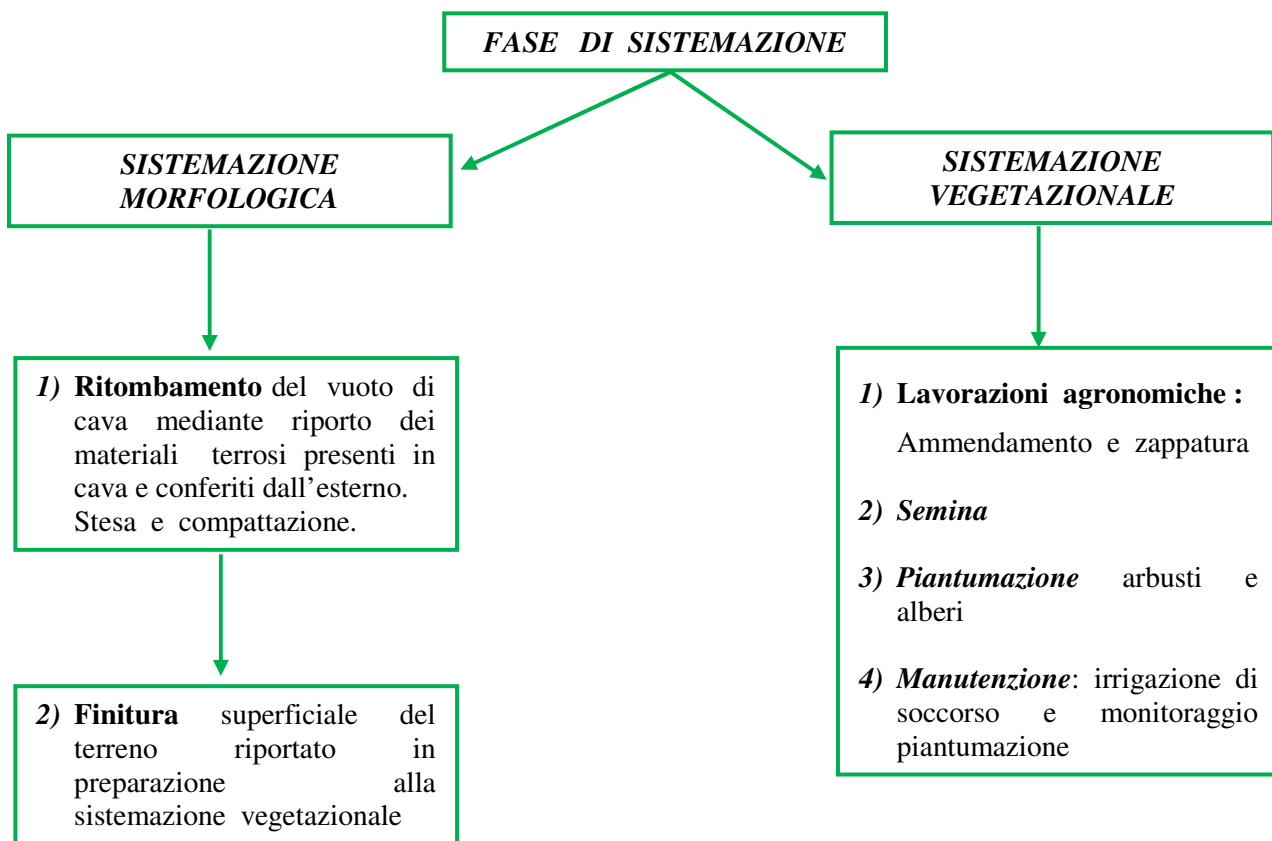 FASE DI SISTEMAZIONE
SISTEMAZIONE
MORFOLOGICA
SISTEMAZIONE
VEGETAZIONALE
1) Ritombamento del vuoto di
cava mediante riporto dei
materiali terrosi presenti in
cava e conferiti dall'esterno.
Stesa e compattazione.
2) Finitura superficiale del
terreno riportato in
preparazione alla
sistemazione vegetazionale
1) Lavorazioni agronomiche :
Ammendamento e zappatura
2) Semina
3) Piantumazione arbusti e
alberi
4) Manutenzione: irrigazione di
soccorso e monitoraggio
piantumazione